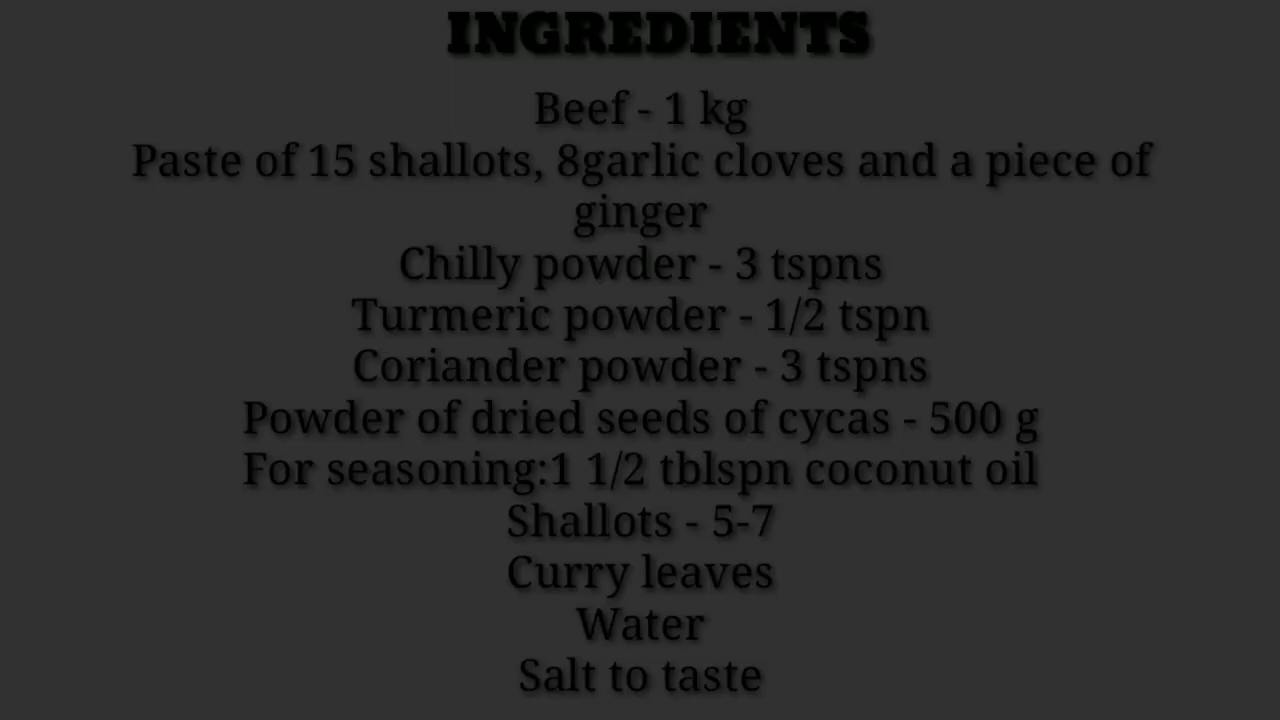 INGREDIENTS
Beef - 1 kg
Paste of 15 shallots, 8garlic cloves and a piece of
ginger
Chilly powder - 3 tspns
Turmeric powder - 1/2 tspn
Coriander powder - 3 tspns
Powder of dried seeds of cycas - 500 g
For seasoning:1 1/2 tblspn coconut oil
Shallots - 5-7
Curry leaves
Water
Salt to taste